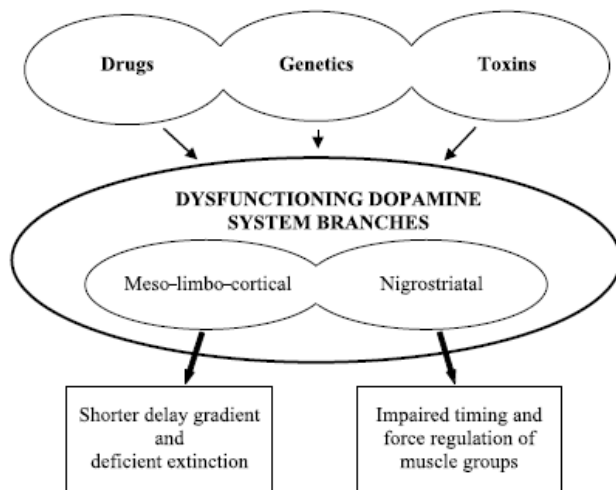 Drugs Genetics Toxins
DYSFUNCTIONING DOPAMINE
SYSTEM BRANCHES
Meso-limbo-cortical Nigrostriatal
Shorter delay gradient
and
deficient extinction
Impaired timing and
force regulation of
muscle groups